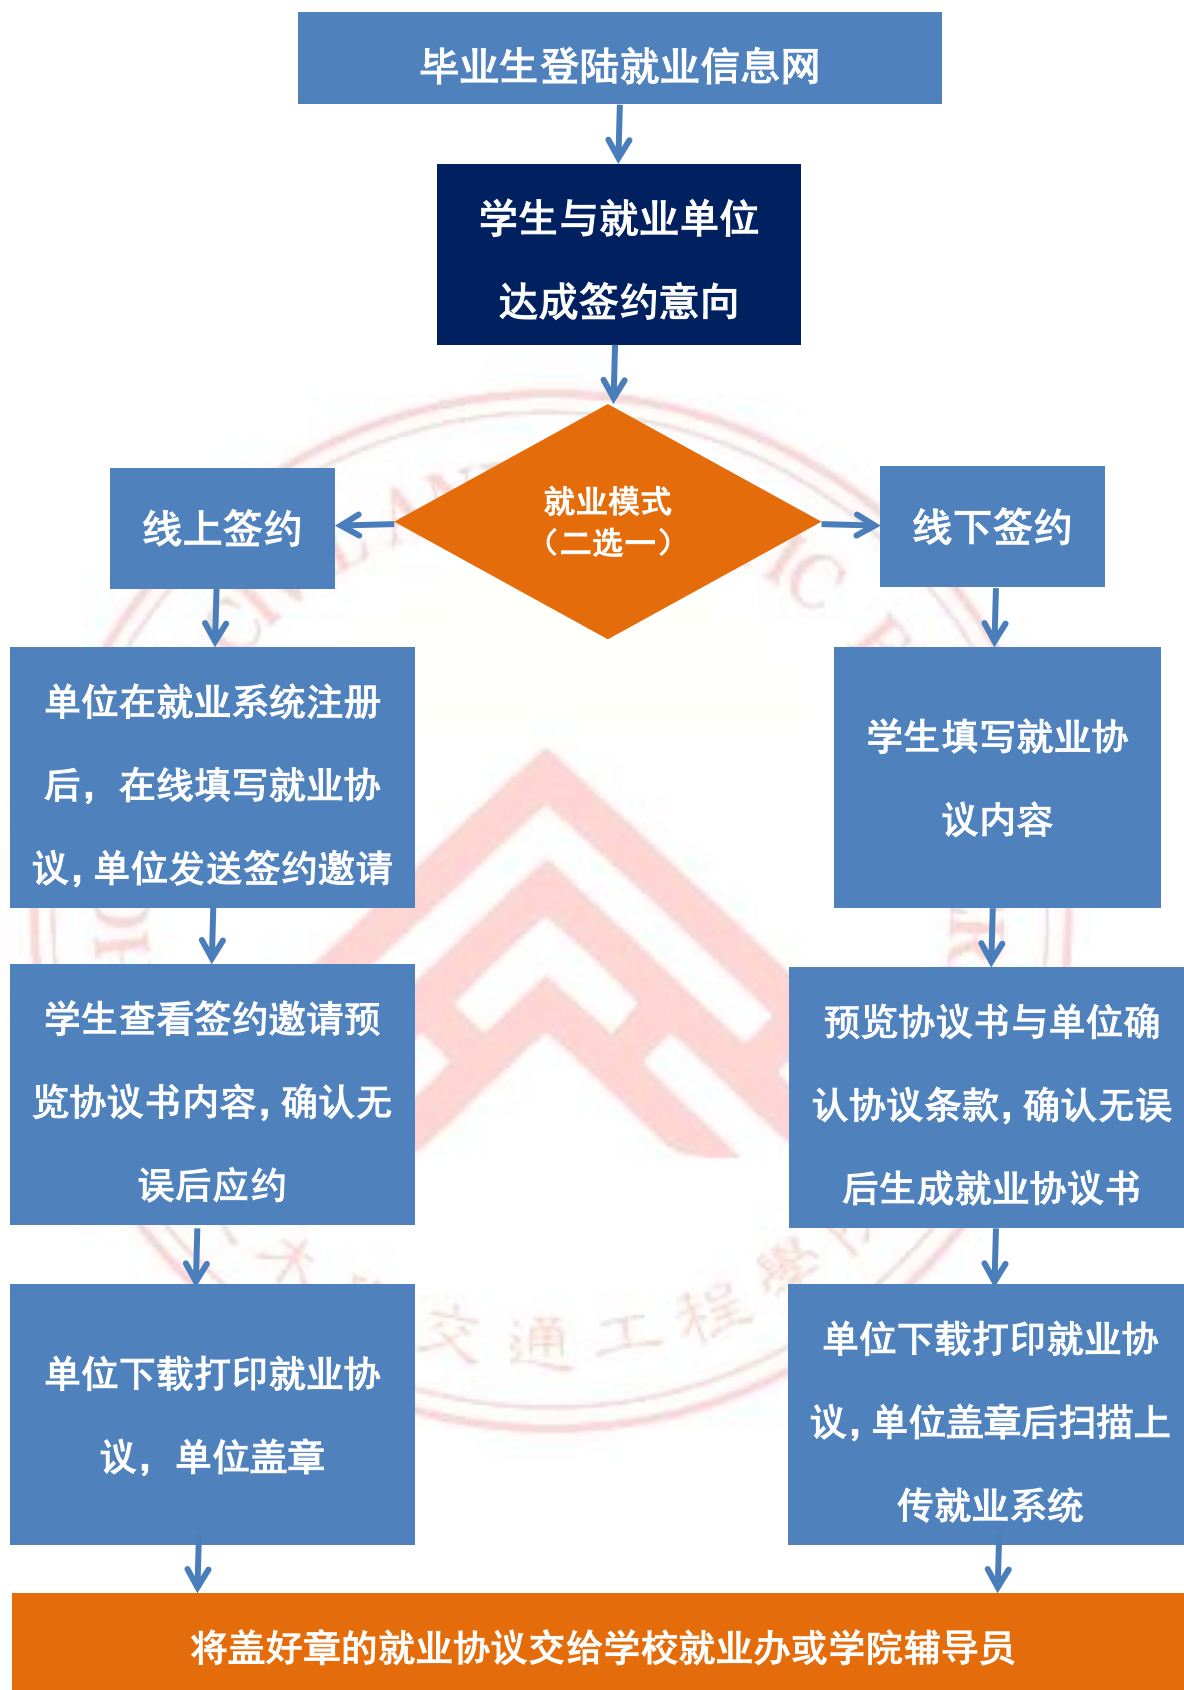 毕业生登陆就业信息网
学生与就业单位
达成签约意向
就业模式
（二选一）
线上签约
线下签约
单位在就业系统注册
后，在线填写就业协
议，单位发送签约邀请
学生填写就业协
议内容
学生查看签约邀请预
览协议书内容，确认无
误后应约
预览协议书与单位确
认协议条款，确认无误
后生成就业协议书
单位下载打印就业协
议，单位盖章
单位下载打印就业协
议，单位盖章后扫描上
传就业系统
交通工程學
将盖好章的就业协议交给学校就业办或学院辅导员